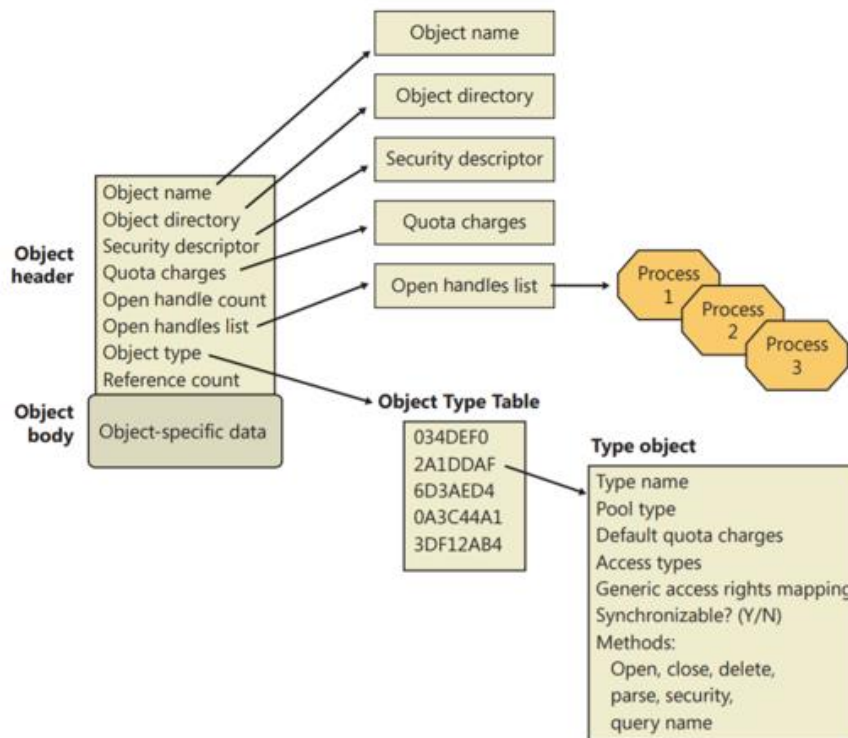 Object name
Object directory
Security descriptor
Quota charges
Open handles list
Process
1
Process
2
Process
3
Object
header
Object name
Object directory
Security descriptor
Quota charges
Open handle count
Open handles list
Object type
Reference count
Object
body
Object-specific data
Object Type Table
034DEF0
2A1DDAF
6D3AED4
0A3C44A1
3DF12AB4
Type object
Type name
Pool type
Default quota charges
Access types
Generic access rights mapping
Synchronizable? (Y/N)
Methods:
Open, close, delete,
parse, security,
query name